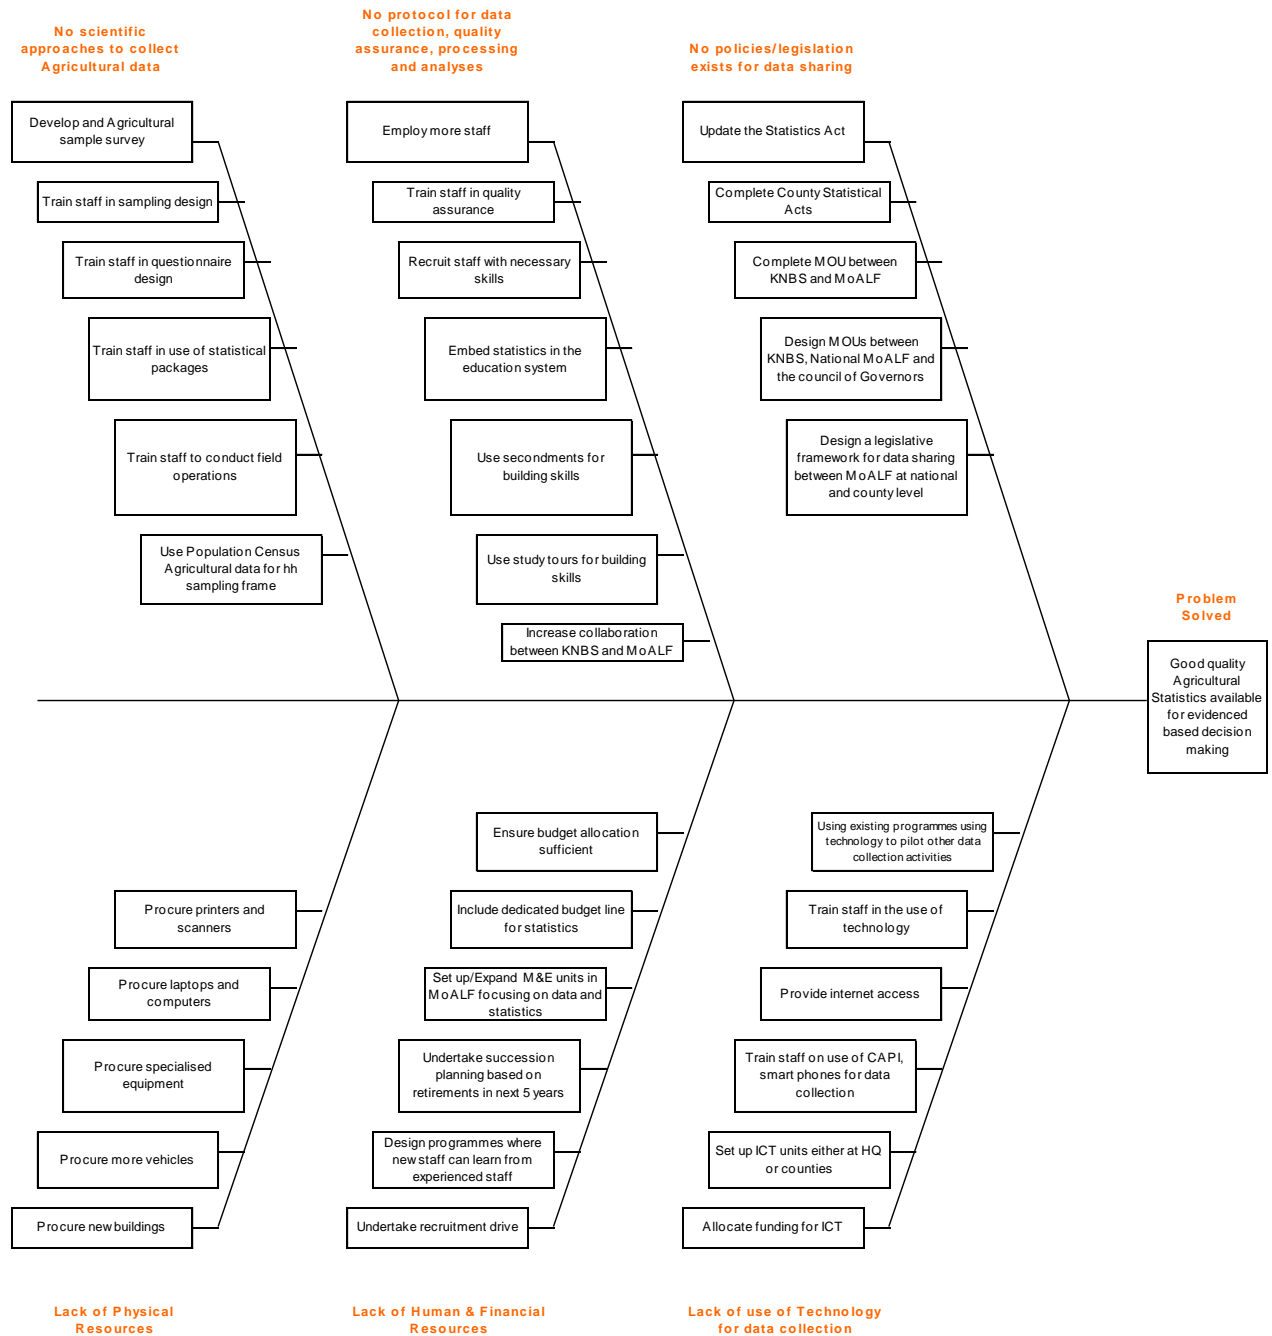 No scientific
approaches to collect
Agricultural data
No protocol for data
collection, quality
assurance, processing
and analyses
No policies/legislation
exists for data sharing
Develop and Agricultural
sample survey
Train staff in sampling design
Train staff in questionnaire
design
Train staff in use of statistical
packages
Train staff to conduct field
operations
Use Population Census
Agricultural data for hh
sampling frame
Employ more staff
Train staff in quality
assurance
Recruit staff with necessary
skills
Embed statistics in the
education system
Use secondments for
building skills
Use study tours for building
skills
Increase collaboration
between KNBS and MoALF
Update the Statistics Act
Complete County Statistical
Acts
Complete MOU between
KNBS and MoALF
Design MOUs between
KNBS, National MoALF and
the council of Governors
Design a legislative
framework for data sharing
between MoALF at national
and county level
Problem
Solved
Good quality
Agricultural
Statistics available
for evidenced
based decision
making
Procure printers and
scanners
Procure laptops and
computers
Procure specialised
equipment
Procure more vehicles
Procure new buildings
Ensure budget allocation
sufficient
Include dedicated budget line
for statistics
Set up/Expand M&E units in
MoALF focusing on data and
statistics
Undertake succession
planning based on
retirements in next 5 years
Design programmes where
new staff can learn from
experienced staff
Undertake recruitment drive
Using existing programmes using
technology to pilot other data
collection activities
Train staff in the use of
technology
Provide internet access
Train staff on use of CAPI,
smart phones for data
collection
Set up ICT units either at HQ
or counties
Allocate funding for ICT
Lack of Physical
Resources
Lack of Human & Financial
Resources
Lack of use of Technology
for data collection